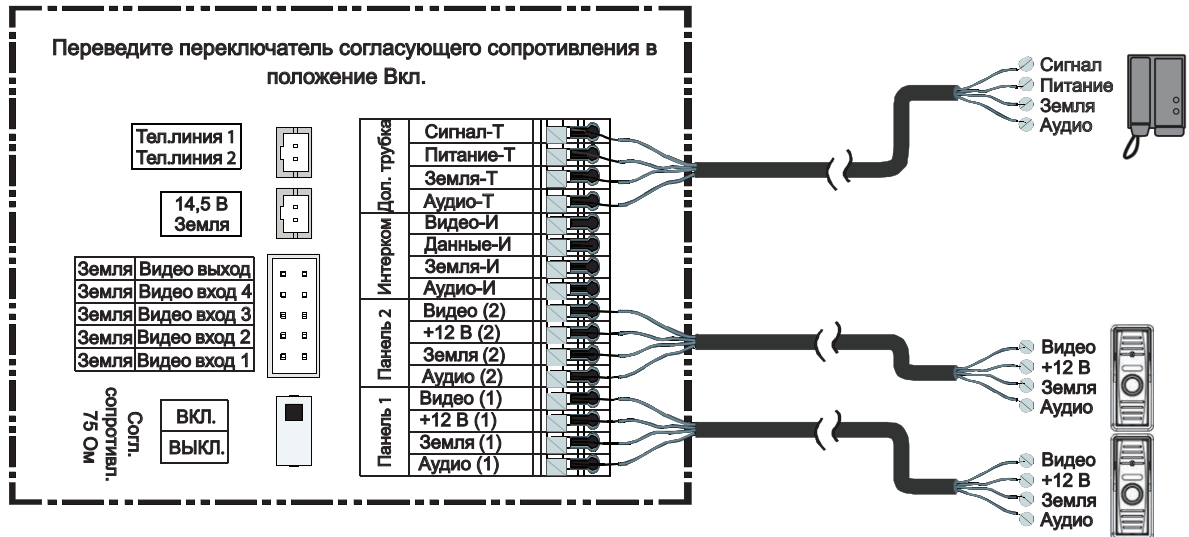 Переведите переключатель согласующего сопротивления в
положение Вкл.
Тел.линия 1
Тел.линия 2
14,5 В
Земля
Земля Видео выход
Земля Видео вход 4
Земля Видео вход 3
Земля Видео вход 2
Земля Видео вход 1
Согл.
сопротивл.
75 Ом
ВКЛ.
ВЫКЛ.
Дол. трубка
Сигнал-Т
Питание-Т
Земля-Т
Аудио-Т
Интерком
Видео-И
Данные-И
Земля-И
Аудио-И
Панель 2
Видео (2)
+12 В (2)
Земля (2)
Аудио (2)
Панель 1
Видео (1)
+12 В (1)
Земля (1)
Аудио (1)
Сигнал
Питание
Земля
Аудио
Видео
+12 В
Земля
Аудио
Видео
+12 В
Земля
Аудио